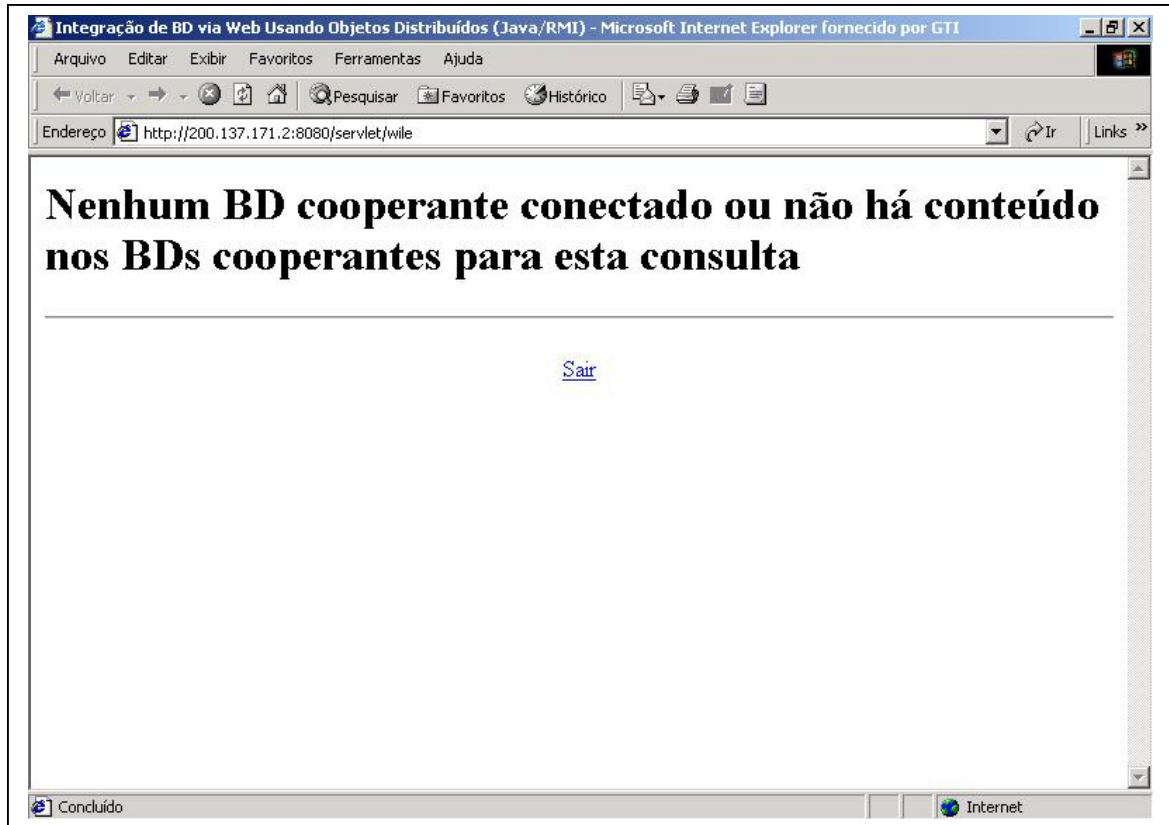 Integração de BD via Web Usando Objetos Distribuídos (Java/RMI) - Microsoft Internet Explorer fornecido por GTI
Arquivo Editar Exibir Favoritos Ferramentas Ajuda
Voltar Pesquisar Favoritos Histórico
Endereço http://200.137.171.2:8080/servlet/wile Ir Links »
Nenhum BD cooperante conectado ou não há conteúdo
nos BDs cooperantes para esta consulta
Sair
Concluído Internet